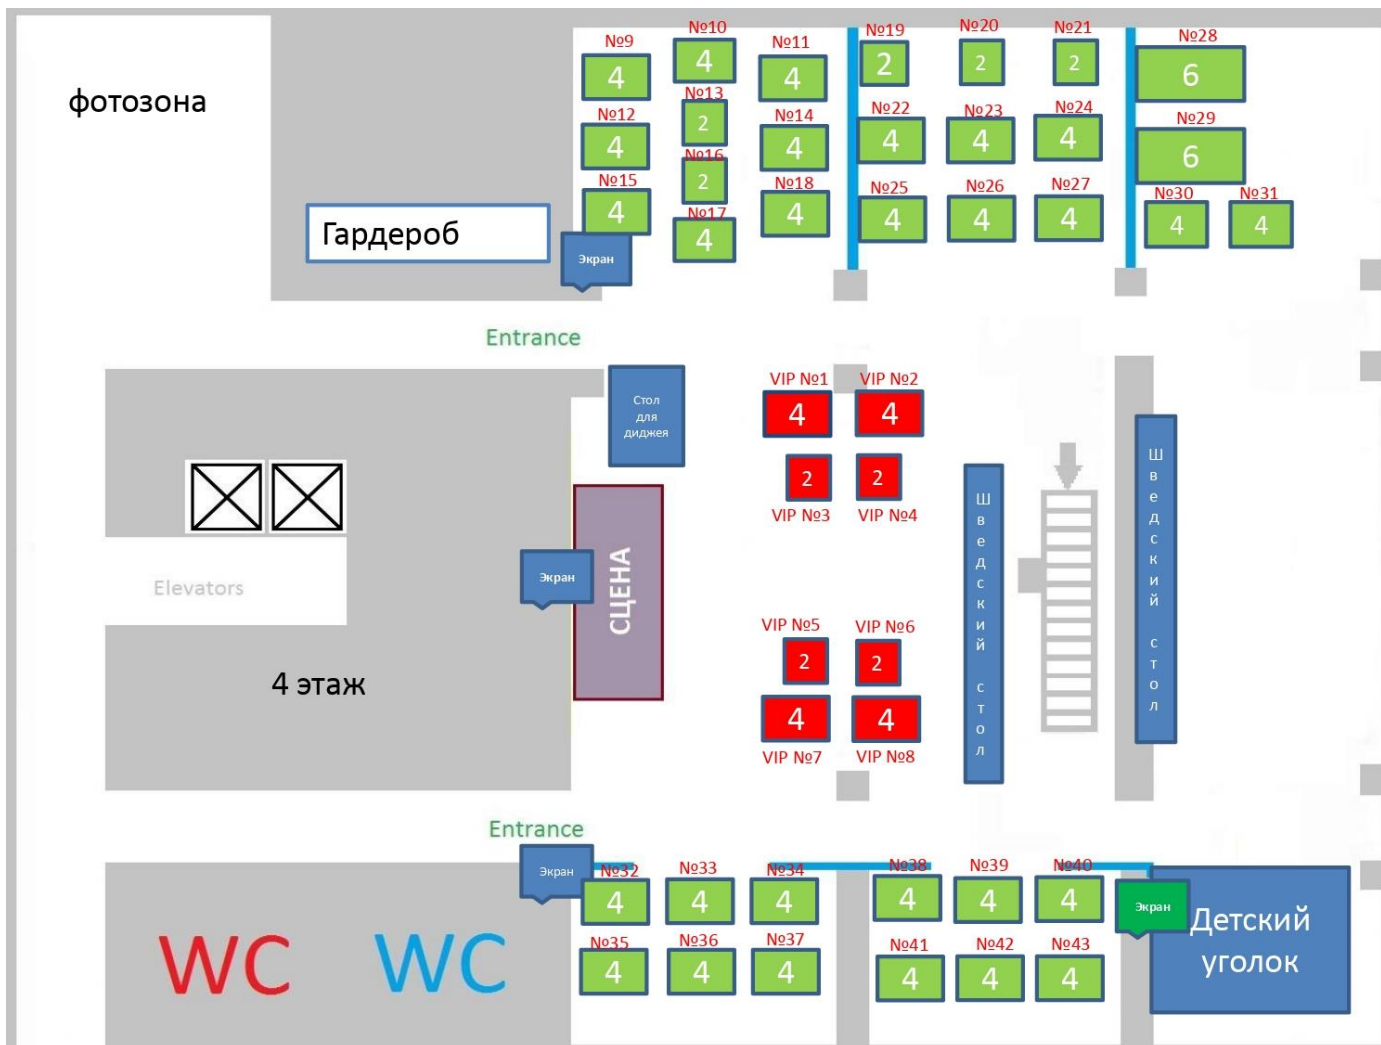 фотозона
Гардероб
Экран
№9
4
№10
4
№11
4
№12
4
№13
2
№14
4
№15
4
№16
2
№17
4
№18
4
№19
2
№20
2
№21
2
№22
4
№23
4
№24
4
№25
4
№26
4
№27
4
№28
6
№29
6
№30
4
№31
4
Entrance
Стол
для
диджея
VIP №1
4
VIP №2
4
2
VIP №3
2
VIP №4
Elevators
Экран
СЦЕНА
4 этаж
VIP №5
2
VIP №6
2
4
VIP №7
4
VIP №8
Шведский стол
Шведский стол
Entrance
Экран
WC
WC
№32
4
№33
4
№34
4
№35
4
№36
4
№37
4
№38
4
№39
4
№40
4
№41
4
№42
4
№43
4
Экран
Детский
уголок